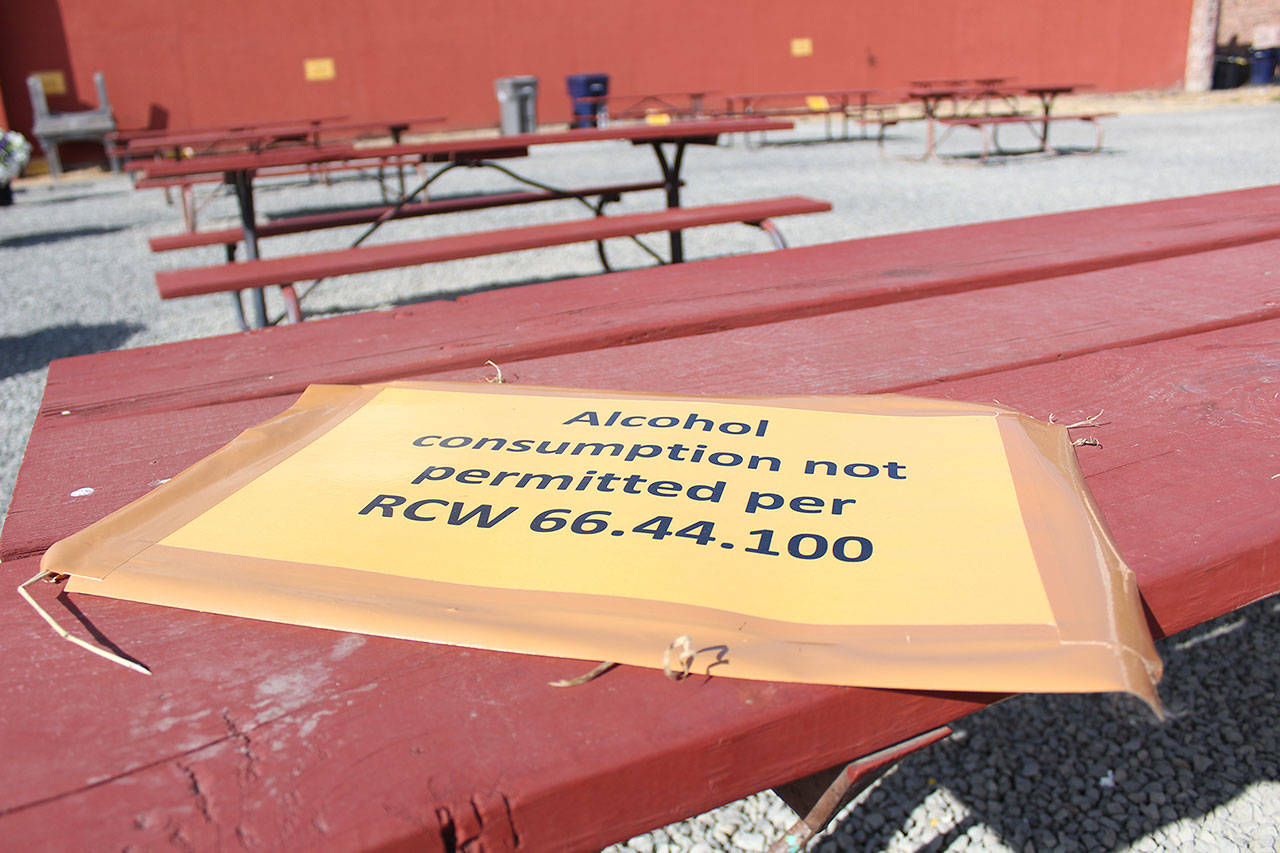 Alcohol
consumption not
permitted per
RCW 66.44.100